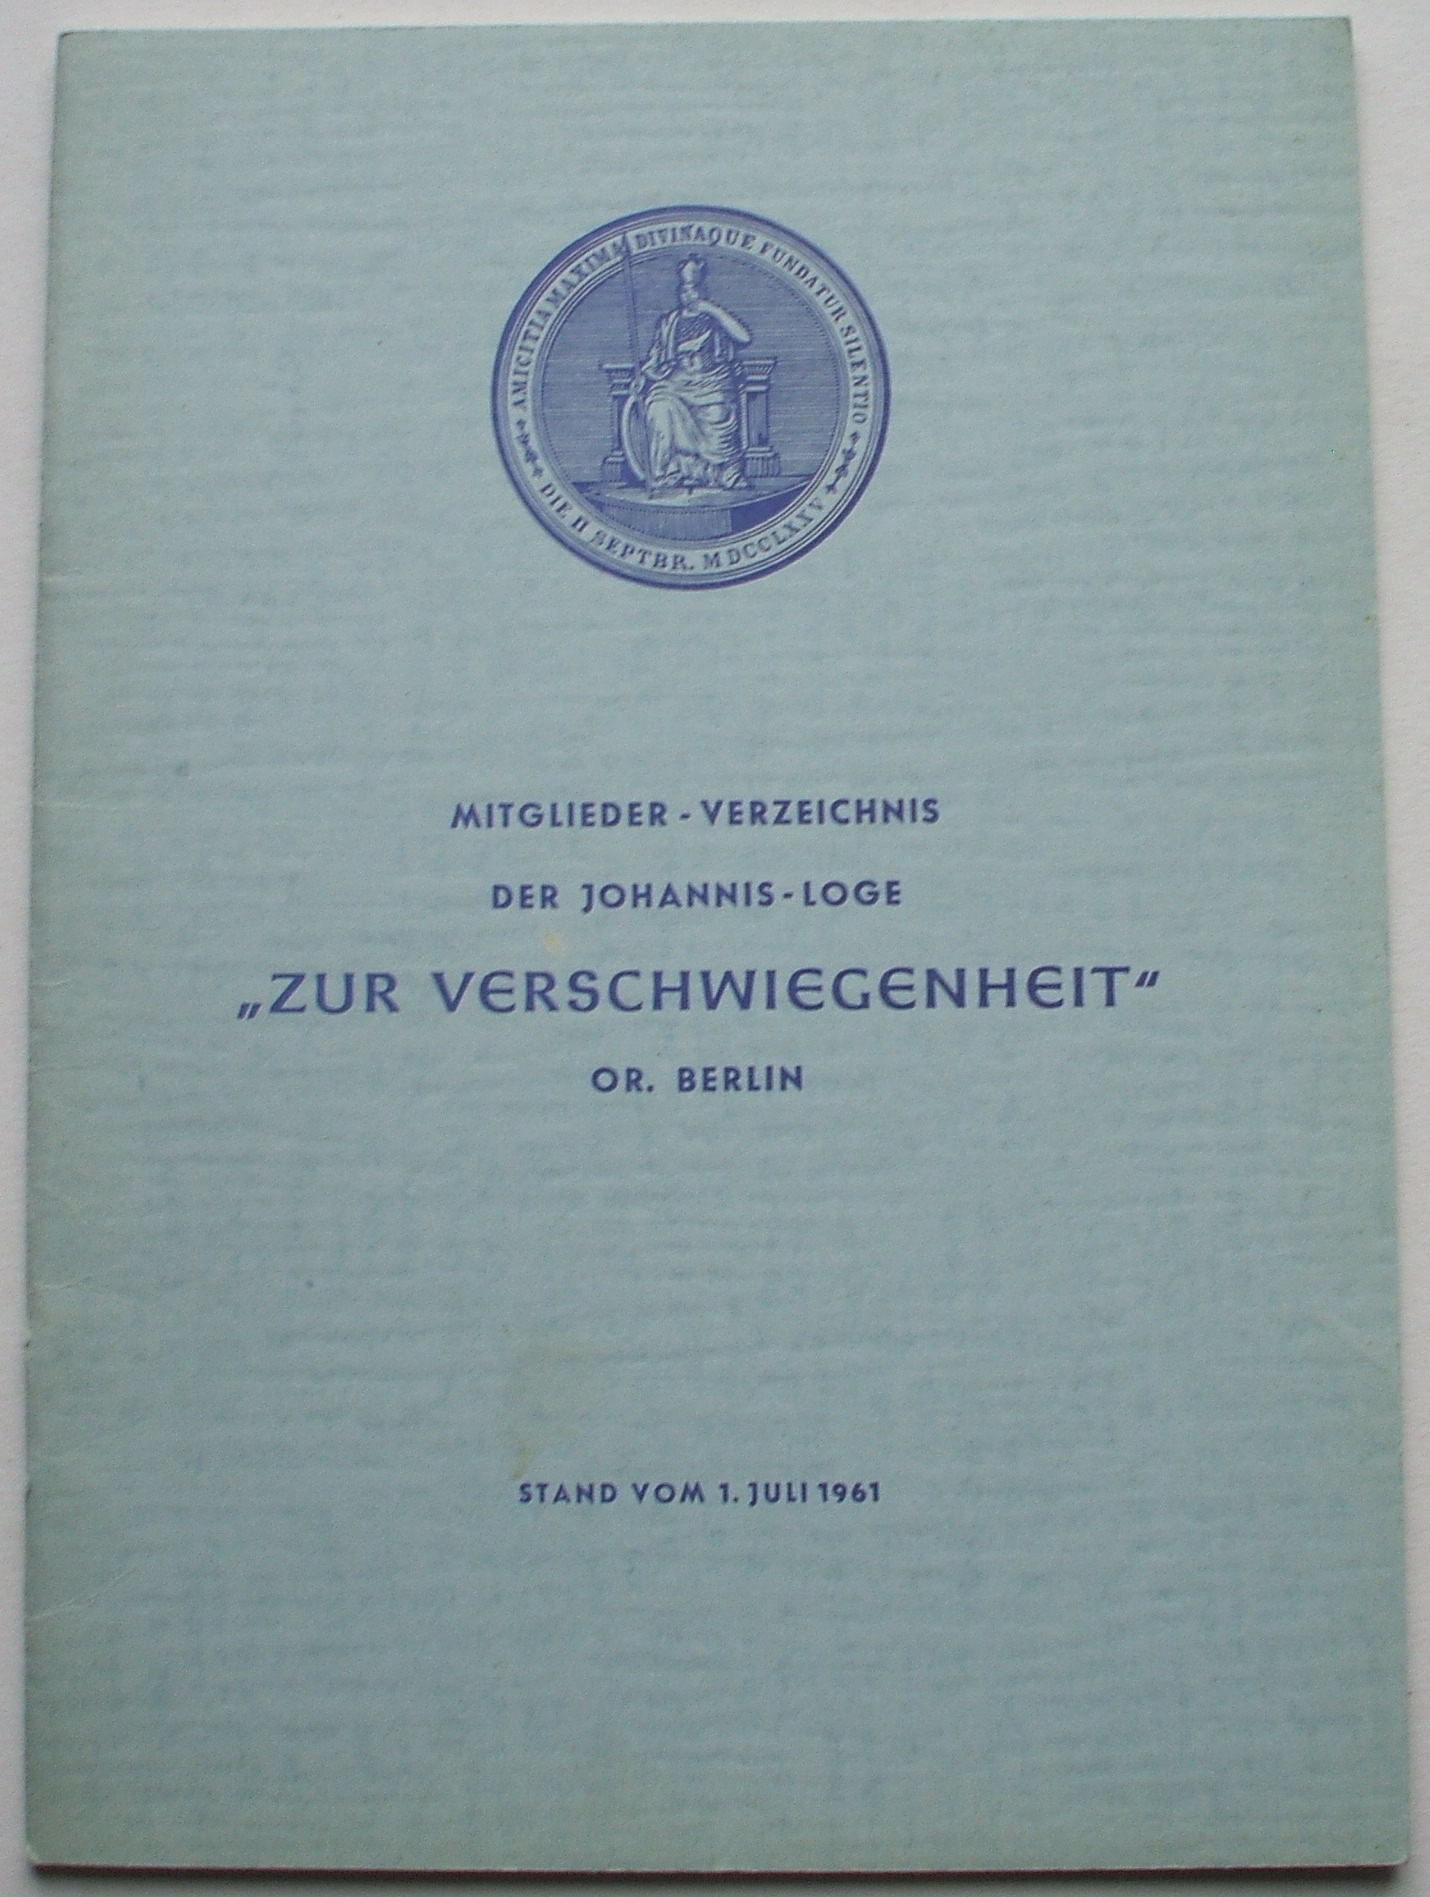 AMICITIA MAXIMA DIVINAQUE FUNDATUR SILENTIO
DIE II SEPTBR. MDCCLXXV
MITGLIEDER-VERZEICHNIS
DER JOHANNIS-LOGE
„ZUR VERSCHWIEGENHEIT“
OR. BERLIN
STAND VOM 1. JULI 1961